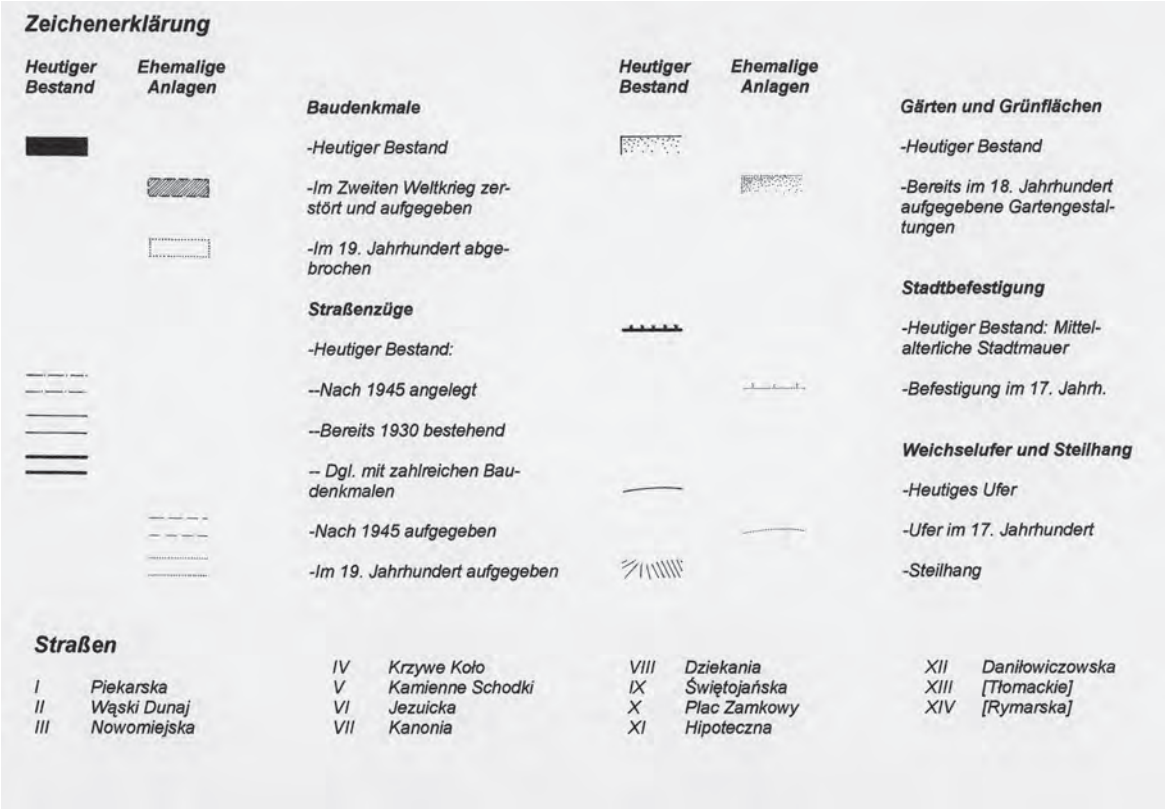 Zeichenerklärung
Heutiger Bestand
Ehemalige Anlagen
Baudenkmale
-Heutiger Bestand
-Im Zweiten Weltkrieg zer-
stört und aufgegeben
-Im 19. Jahrhundert abge-
brochen
Straßenzüge
-Heutiger Bestand:
--Nach 1945 angelegt
--Bereits 1930 bestehend
-- Dgl. mit zahlreichen Bau-
denkmalen
-Nach 1945 aufgegeben
-Im 19. Jahrhundert aufgegeben
Heutiger Bestand
Ehemalige Anlagen
Gärten und Grünflächen
-Heutiger Bestand
-Bereits im 18. Jahrhundert
aufgegebene Gartengestal-
tungen
Stadtbefestigung
-Heutiger Bestand: Mittel-
alterliche Stadtmauer
-Befestigung im 17. Jahrh.
Weichselufer und Steilhang
-Heutiges Ufer
-Ufer im 17. Jahrhundert
-Steilhang
Straßen
I Piekarska
II Wąski Dunaj
III Nowomiejska
IV Krzywe Koło
V Kamienne Schodki
VI Jezuicka
VII Kanonia
VIII Dziekania
IX Świętojańska
X Plac Zamkowy
XI Hipoteczna
XII Daniłowiczowska
XIII [Tłomackie]
XIV [Rymarska]